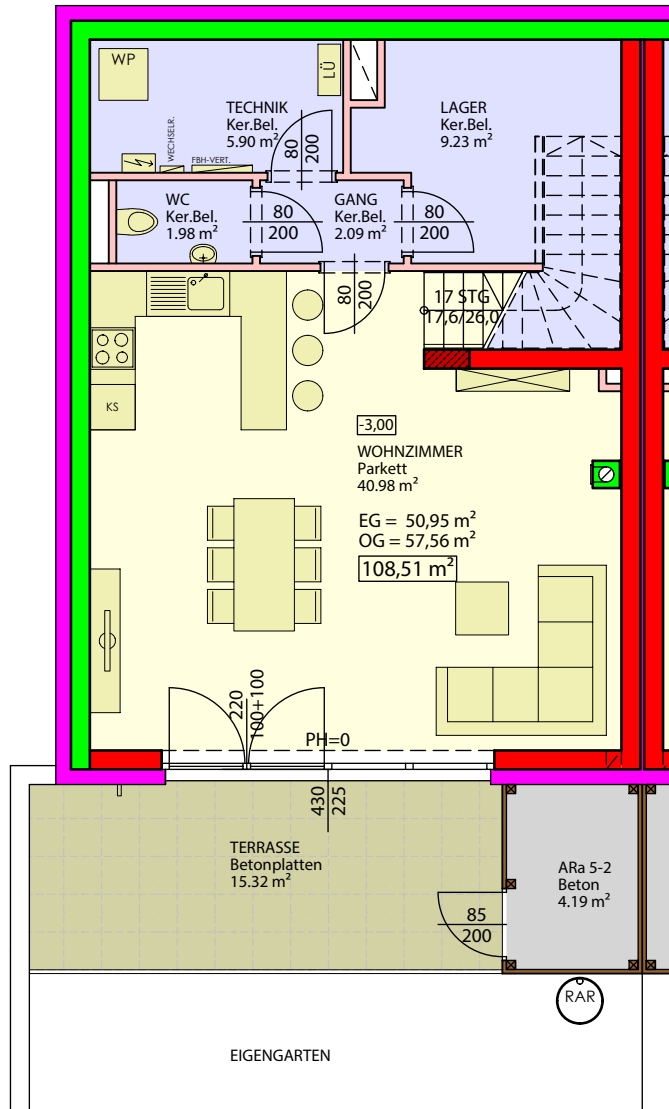 WP
LÜ
TECHNIK
Ker.Bel.
5.90 m²
LAGER
Ker.Bel.
9.23 m²
WECHSELR.
FBH-VERT.
80
200
WC
Ker.Bel.
1.98 m²
80
200
GANG
Ker.Bel.
2.09 m²
80
200
80
200
17 STG
17,6/26,0
KS
-3,00
WOHNZIMMER
Parkett
40.98 m²
EG = 50,95 m²
OG = 57,56 m²
108,51 m²
220
100+100
PH=0
430
225
TERRASSE
Betonplatten
15.32 m²
ARa 5-2
Beton
4.19 m²
85
200
RAR
EIGENGARTEN